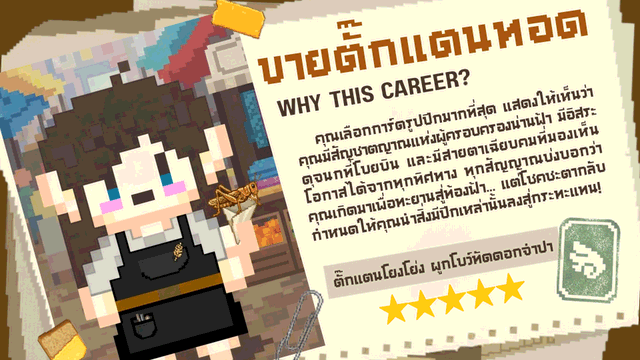 ขายตั๊กแตนทอด
WHY THIS CAREER?
คุณเลือกการ์ดรูปปีกมากที่สุด แสดงให้เห็นว่า
คุณมีสัญชาตญาณแห่งผู้ครอบครองน่านฟ้า มีอิสระ
ดุจนกที่โบยบิน และมีสายตาเฉียบคมที่มองเห็น
โอกาสได้จากทุกทิศทาง ทุกสัญญาณบ่งบอกว่า
คุณเกิดมาเพื่อทะยานสู่ท้องฟ้า... แต่โชคชะตากลับ
กำหนดให้คุณนำสิ่งมีปีกเหล่านั้นลงสู่กระทะแทน!
ตั๊กแตนโยงโย่ง ผูกโบว์ทัดดอกจำปา